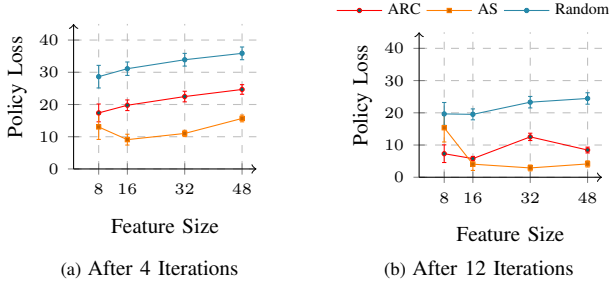 ARC AS Random
40
30
20
10
0
8 16 32 48
Policy Loss
Feature Size
(a) After 4 Iterations
40
30
20
10
0
8 16 32 48
Policy Loss
Feature Size
(b) After 12 Iterations